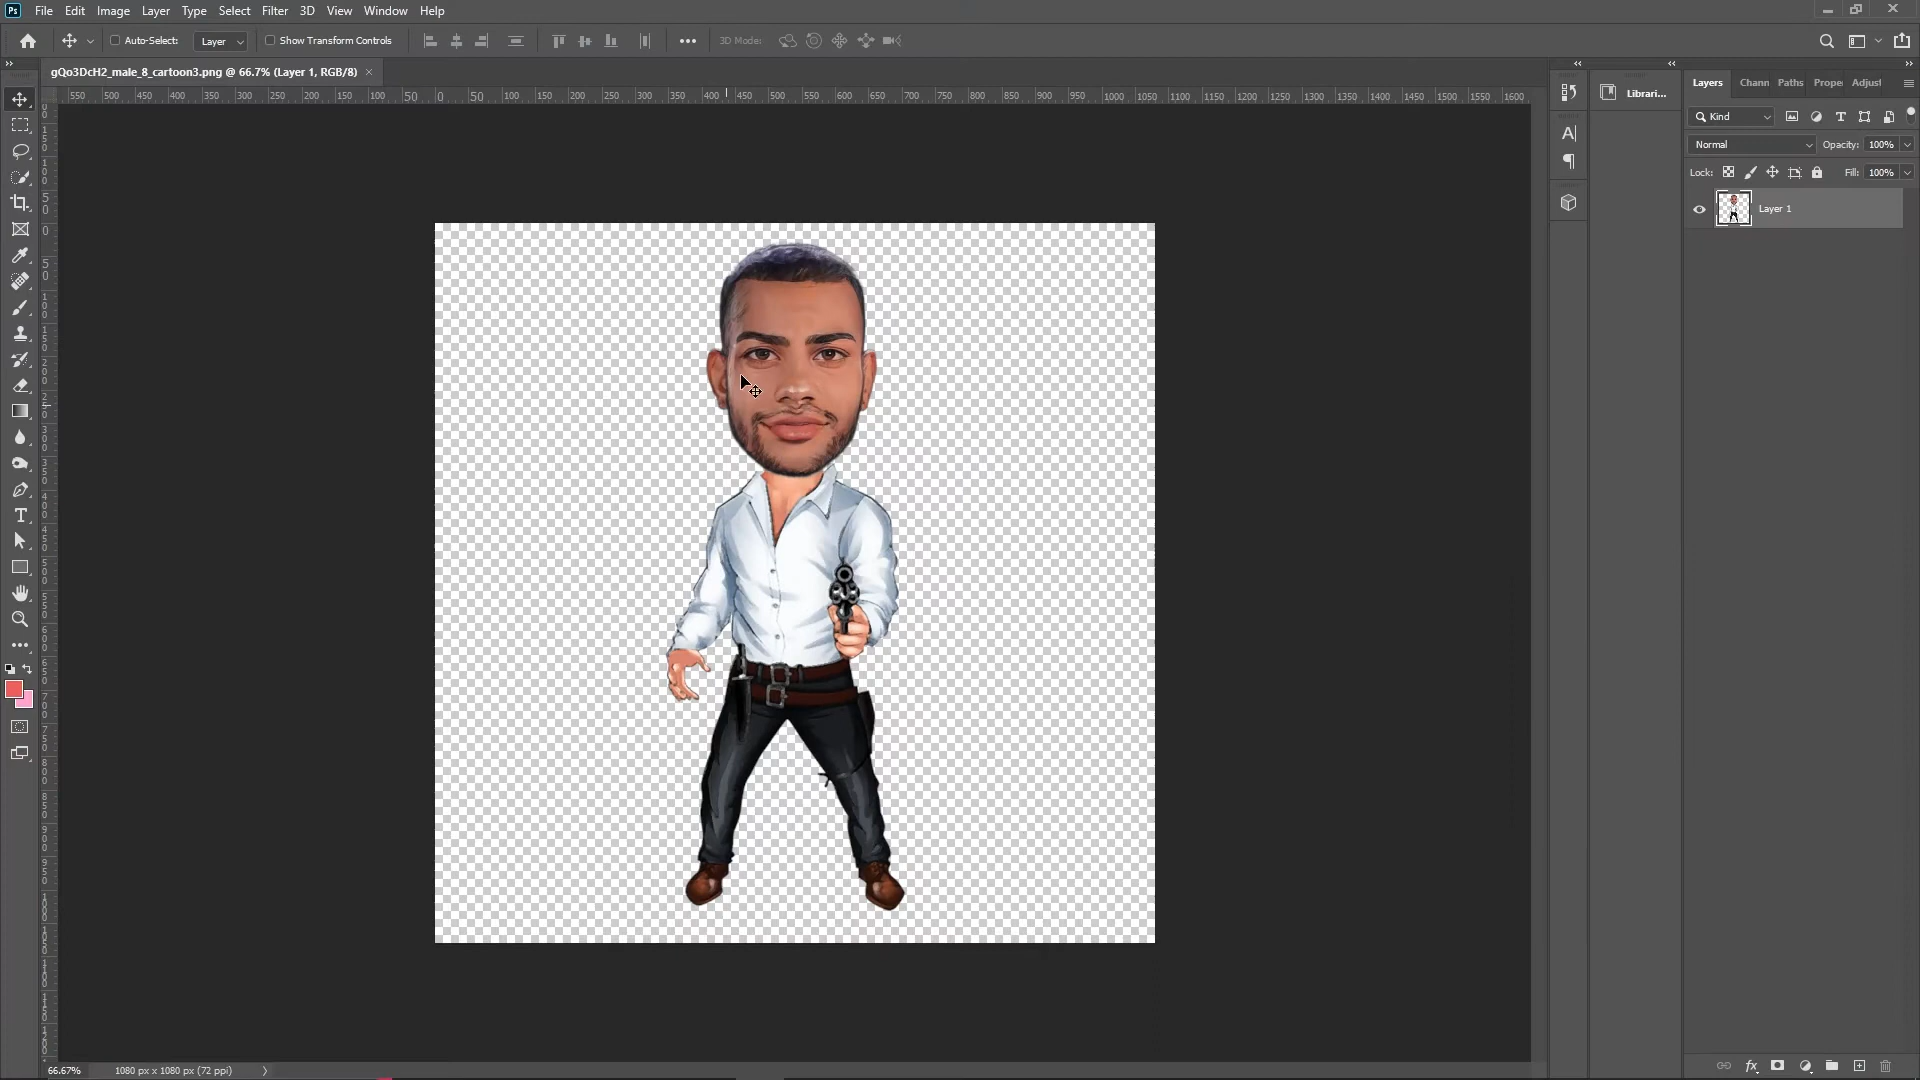 Ps File Edit Image Layer Type Select Filter 3D View Window Help
Auto-Select: Layer Show Transform Controls 3D Mode:
gQo3DcH2_male_8_cartoon3.png @ 66.7% (Layer 1, RGB/8)
550 500 450 400 350 300 250 200 150 100 50 0 50 100 150 200 250 300 350 400 450 500 550 600 650 700 750 800 850 900 950 1000 1050 1100 1150 1200 1250 1300 1350 1400 1450 1500 1550 1600
Librari...
Layers Chann Paths Prope Adjust
Kind
Normal Opacity: 100%
Lock: Fill: 100%
Layer 1
66.67% 1080 px x 1080 px (72 ppi)